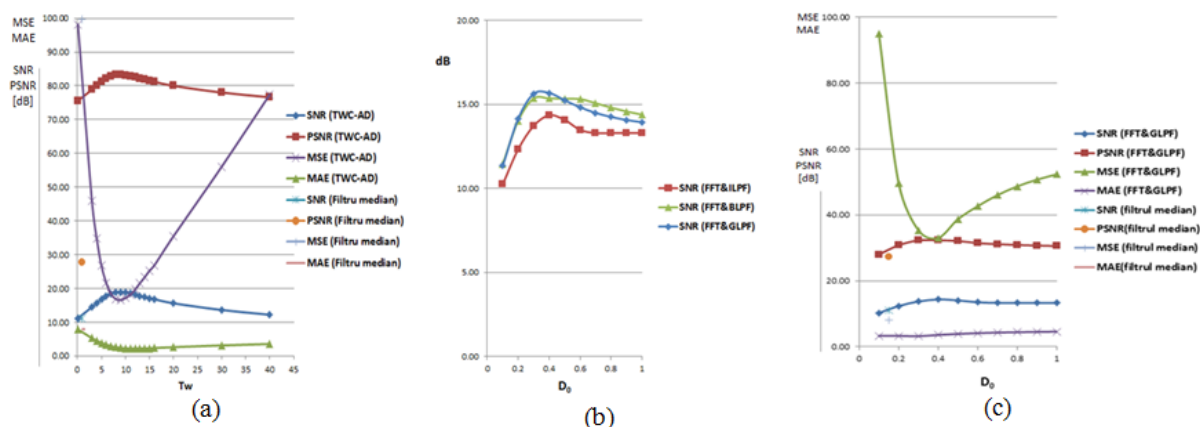 MSE
MAE
SNR
PSNR
[dB]
100.00
90.00
80.00
70.00
60.00
50.00
40.00
30.00
20.00
10.00
0.00
0 5 10 15 20 25 30 35 40 45
Tw
SNR (TWC-AD)
PSNR (TWC-AD)
MSE (TWC-AD)
MAE (TWC-AD)
SNR (Filtru median)
PSNR (Filtru median)
MSE (Filtru median)
MAE (Filtru median)
(a)
dB
20.00
15.00
10.00
5.00
0.00
0 0.2 0.4 0.6 0.8 1
D₀
SNR (FFT&ILPF)
SNR (FFT&BLPF)
SNR (FFT&GLPF)
(b)
MSE
MAE
SNR
PSNR
[dB]
100.00
80.00
60.00
40.00
20.00
0.00
0 0.2 0.4 0.6 0.8 1
D₀
SNR (FFT&GLPF)
PSNR (FFT&GLPF)
MSE (FFT&GLPF)
MAE (FFT&GLPF)
SNR (filtrul median)
PSNR(filtrul median)
MSE (filtrul median)
MAE(filtrul median)
(c)